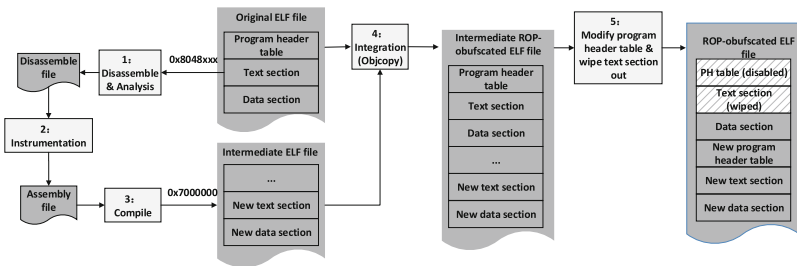 Original ELF file
Program header
table
Text section
Data section
Disassemble
file
1:
Disassemble
& Analysis
0x8048xxx
2:
Instrumentation
Assembly
file
3:
Compile
0x7000000
Intermediate ELF file
...
New text section
New data section
4:
Integration
(Objcopy)
Intermediate ROP-
obufscated ELF file
Program header
table
Text section
Data section
...
New text section
New data section
5:
Modify program
header table &
wipe text section
out
ROP-obufscated ELF
file
PH table (disabled)
Text section
(wiped)
Data section
New program
header table
New text section
New data section